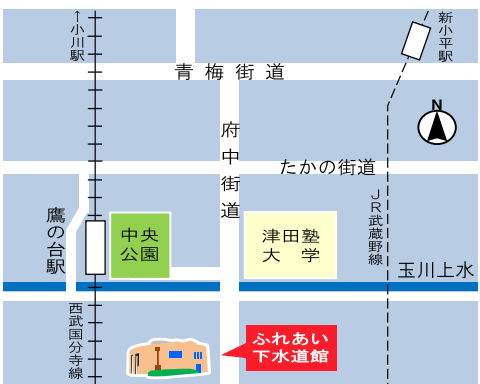 ↑小川駅
新小平駅
青梅街道
N
府中街道
たかの街道
JR武蔵野線
鷹の台駅
中央
公園
津田塾
大学
玉川上水
西武国分寺線
ふれあい
下水道館